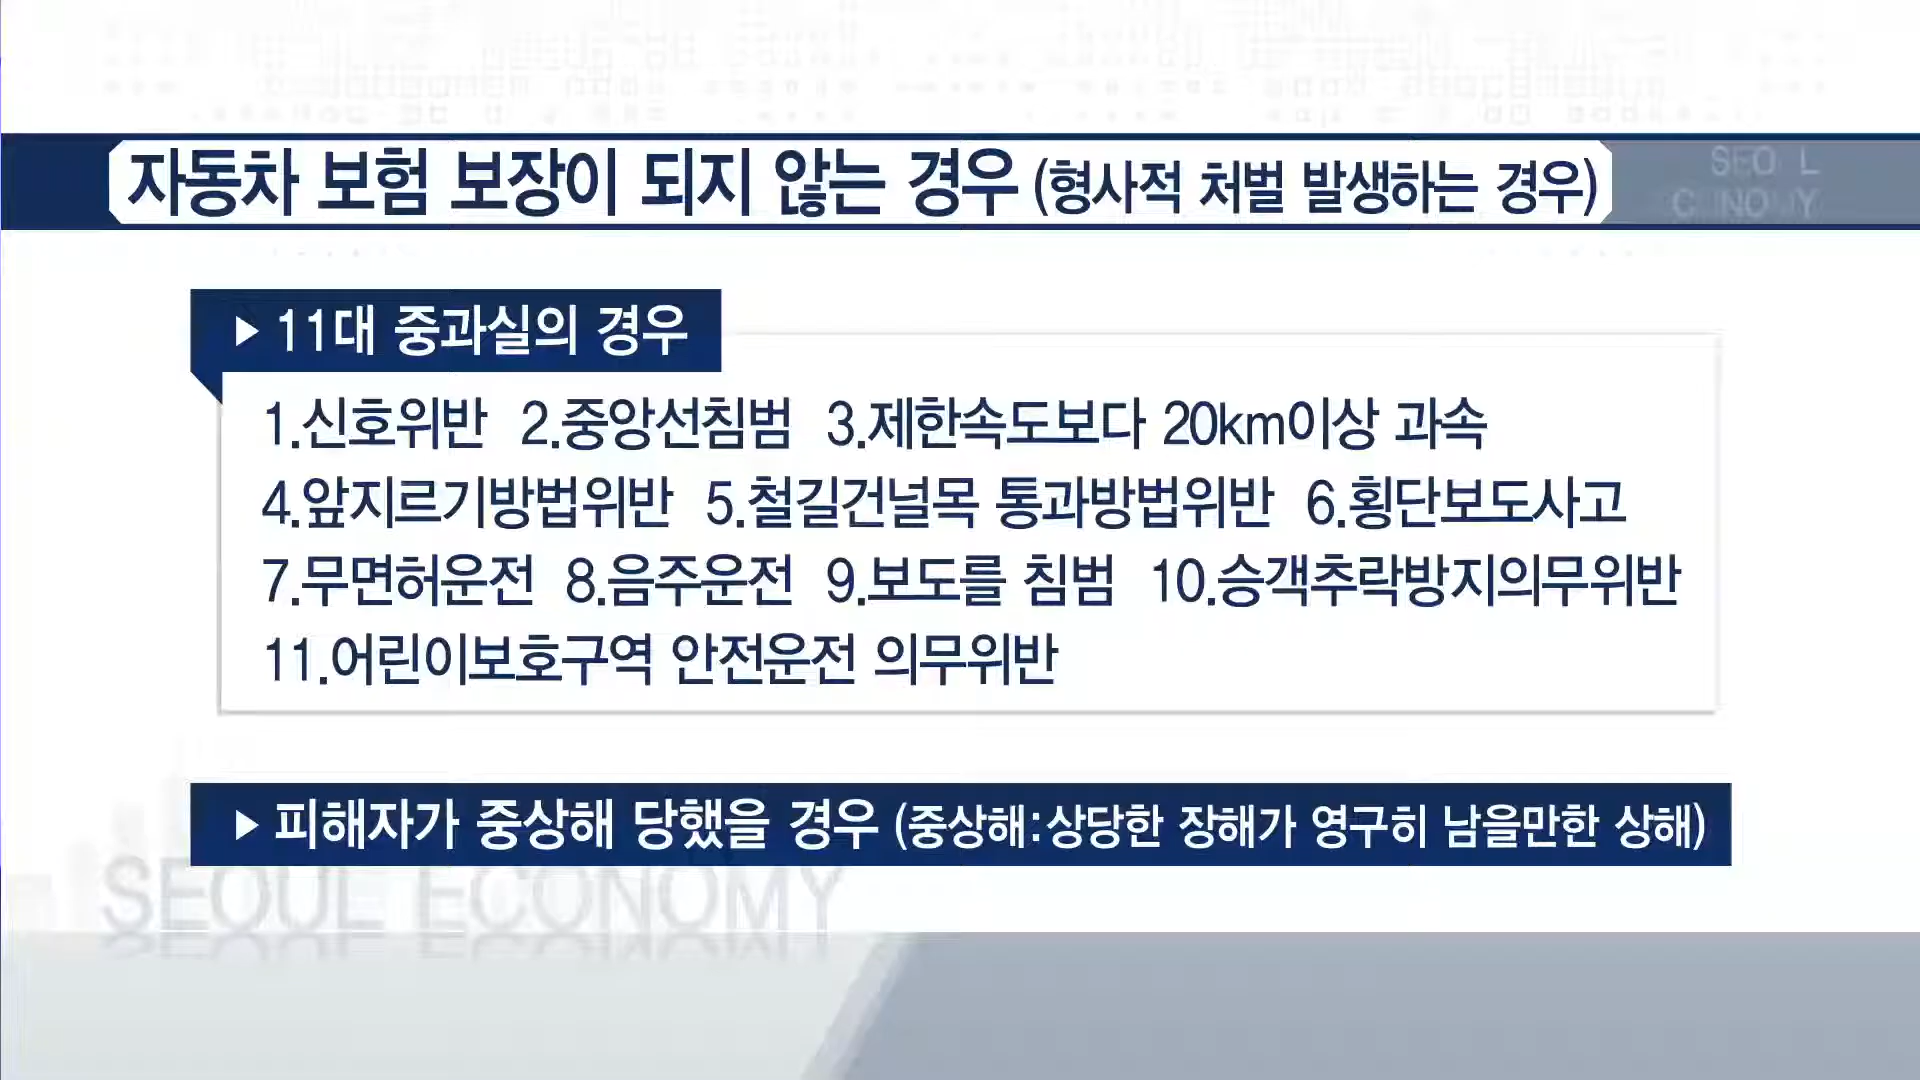 자동차 보험 보장이 되지 않는 경우 (형사적 처벌 발생하는 경우)
▶ 11대 중과실의 경우
1.신호위반 2.중앙선침범 3.제한속도보다 20km이상 과속
4.앞지르기방법위반 5.철길건널목 통과방법위반 6.횡단보도사고
7.무면허운전 8.음주운전 9.보도를 침범 10.승객추락방지의무위반
11.어린이보호구역 안전운전 의무위반
▶ 피해자가 중상해 당했을 경우 (중상해:상당한 장해가 영구히 남을만한 상해)
SEOUL ECONOMY